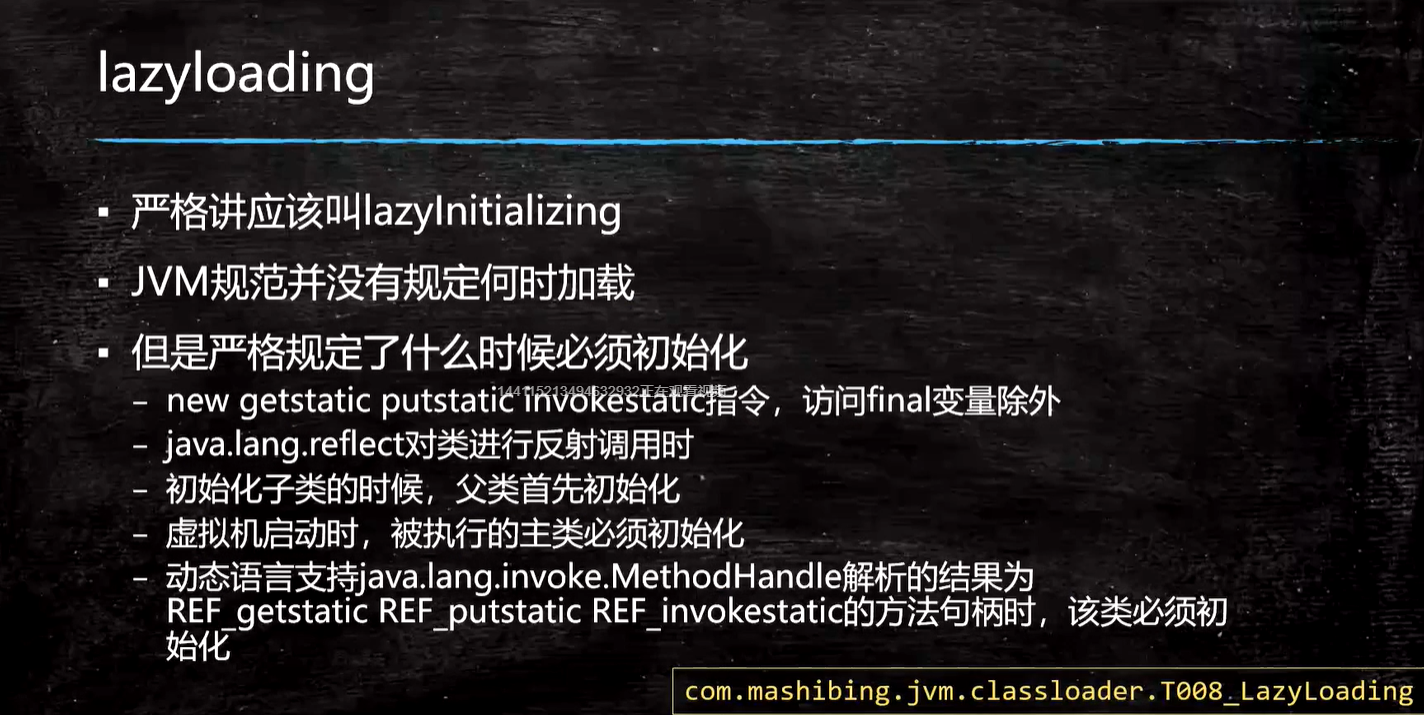 lazyloading
▪ 严格讲应该叫lazyInitializing
▪ JVM规范并没有规定何时加载
▪ 但是严格规定了什么时候必须初始化
144115213494632932正在观看视频
– new getstatic putstatic invokestatic指令，访问final变量除外
– java.lang.reflect对类进行反射调用时
– 初始化子类的时候，父类首先初始化
– 虚拟机启动时，被执行的主类必须初始化
– 动态语言支持java.lang.invoke.MethodHandle解析的结果为
REF_getstatic REF_putstatic REF_invokestatic的方法句柄时，该类必须初
始化
com.mashibing.jvm.classloader.T008_LazyLoading